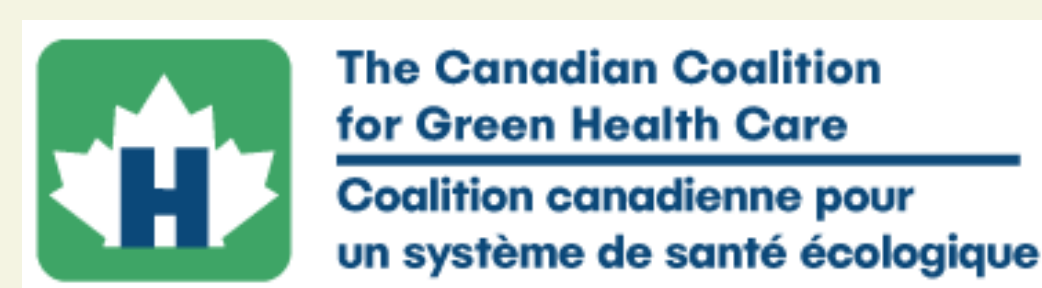 H
The Canadian Coalition
for Green Health Care
Coalition canadienne pour
un système de santé écologique